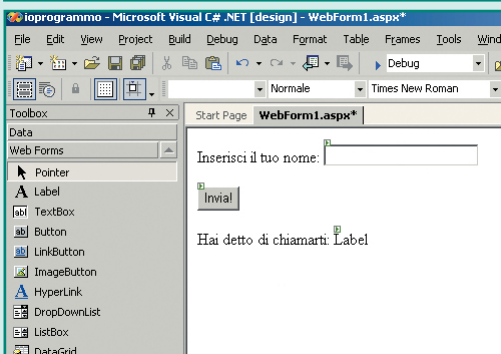 ioprogrammo - Microsoft Visual C# .NET [design] - WebForm1.aspx*
File Edit View Project Build Debug Data Format Table Frames Tools
Debug
Normale Times New Roman
Toolbox
Start Page WebForm1.aspx*
Data
Web Forms
Pointer
Label
TextBox
Button
LinkButton
ImageButton
HyperLink
DropDownList
ListBox
DataGrid
Inserisci il tuo nome:
Invia!
Hai detto di chiamarti: Label